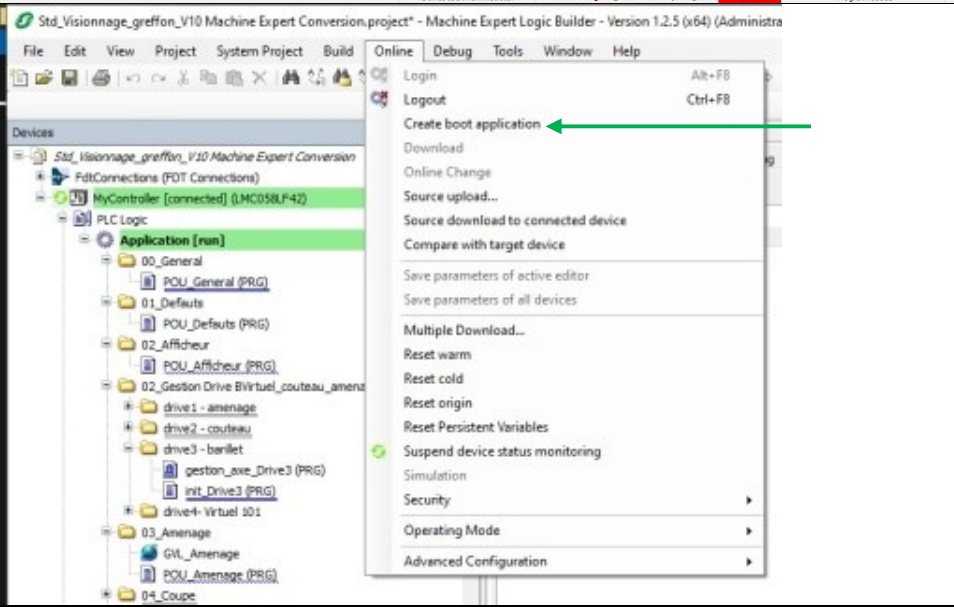 Std_Visionnage_greffon_V10 Machine Expert Conversion.project* - Machine Expert Logic Builder - Version 1.2.5 (x64) (Administra
File Edit View Project System Project Build Online Debug Tools Window Help
Login Alt+F8
Logout Ctrl+F8
Create boot application
Download
Online Change
Source upload...
Source download to connected device
Compare with target device
Save parameters of active editor
Save parameters of all devices
Multiple Download...
Reset warm
Reset cold
Reset origin
Reset Persistent Variables
Suspend device status monitoring
Simulation
Security
Operating Mode
Advanced Configuration
Devices
Std_Visionnage_greffon_V10 Machine Expert Conversion
FdtConnections (FDT Connections)
MyController [connected] (LMC058LF42)
PLC Logic
Application [run]
00_General
POU_General (PRG)
01_Defauts
POU_Defauts (PRG)
02_Afficheur
POU_Afficheur (PRG)
02_Gestion Drive BVirtuel_couteau_amena
drive1 - amenage
drive2 - couteau
drive3 - barillet
gestion_axe_Drive3 (PRG)
init_Drive3 (PRG)
drive4- Virtuel 101
03_Amenage
GVL_Amenage
POU_Amenage (PRG)
04_Coupe